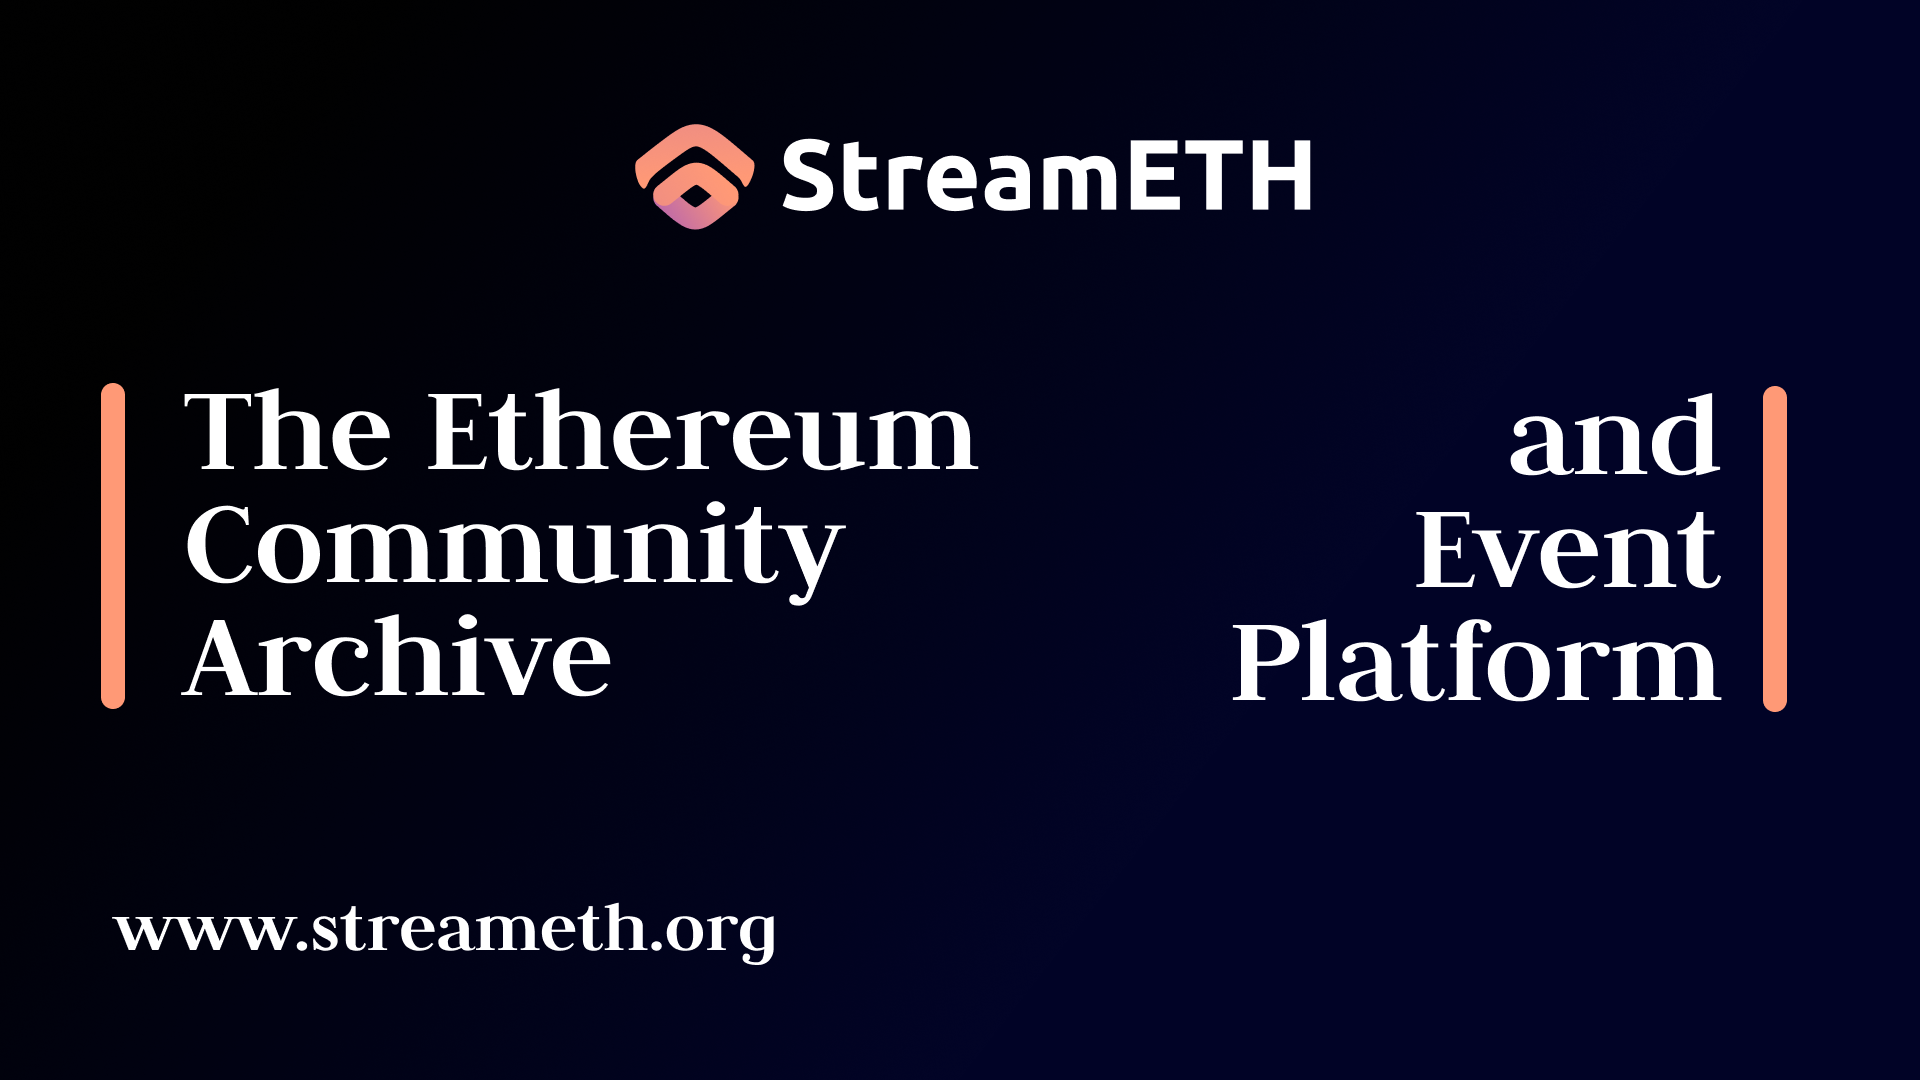 StreamETH
The Ethereum
Community
Archive
and
Event
Platform
www.streameth.org